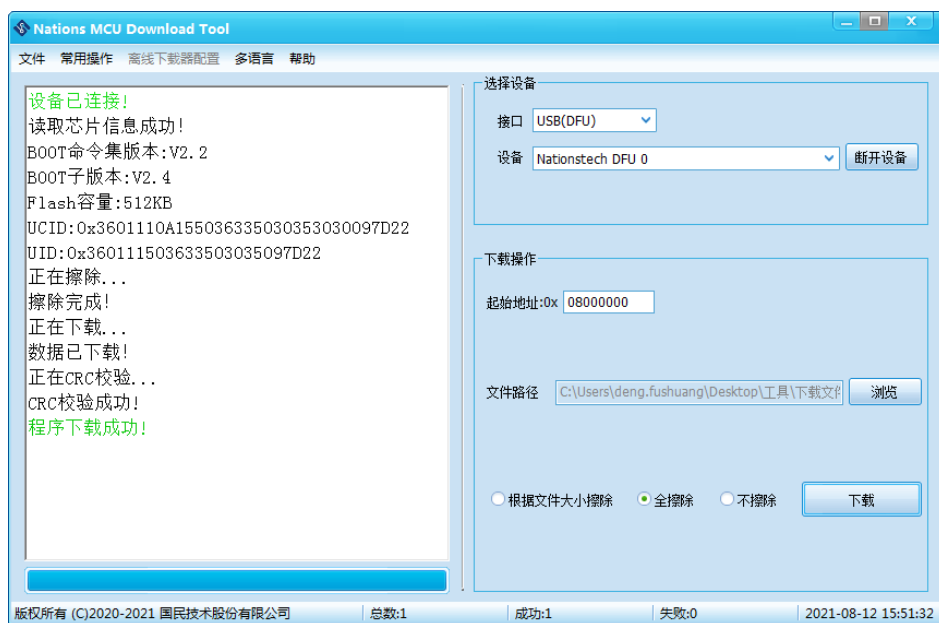 Nations MCU Download Tool
文件 常用操作 离线下载器配置 多语言 帮助
设备已连接!
读取芯片信息成功!
BOOT命令集版本:V2.2
BOOT子版本:V2.4
Flash容量:512KB
UCID:0x3601110A155036335030353030097D22
UID:0x360111503633503035097D22
正在擦除...
擦除完成!
正在下载...
数据已下载!
正在CRC校验...
CRC校验成功!
程序下载成功!
选择设备
接口 USB(DFU)
设备 Nationstech DFU 0 断开设备
下载操作
起始地址:0x 08000000
文件路径 C:\Users\deng.fushuang\Desktop\工具\下载文件 浏览
根据文件大小擦除 全擦除 不擦除 下载
版权所有 (C)2020-2021 国民技术股份有限公司 总数:1 成功:1 失败:0 2021-08-12 15:51:32